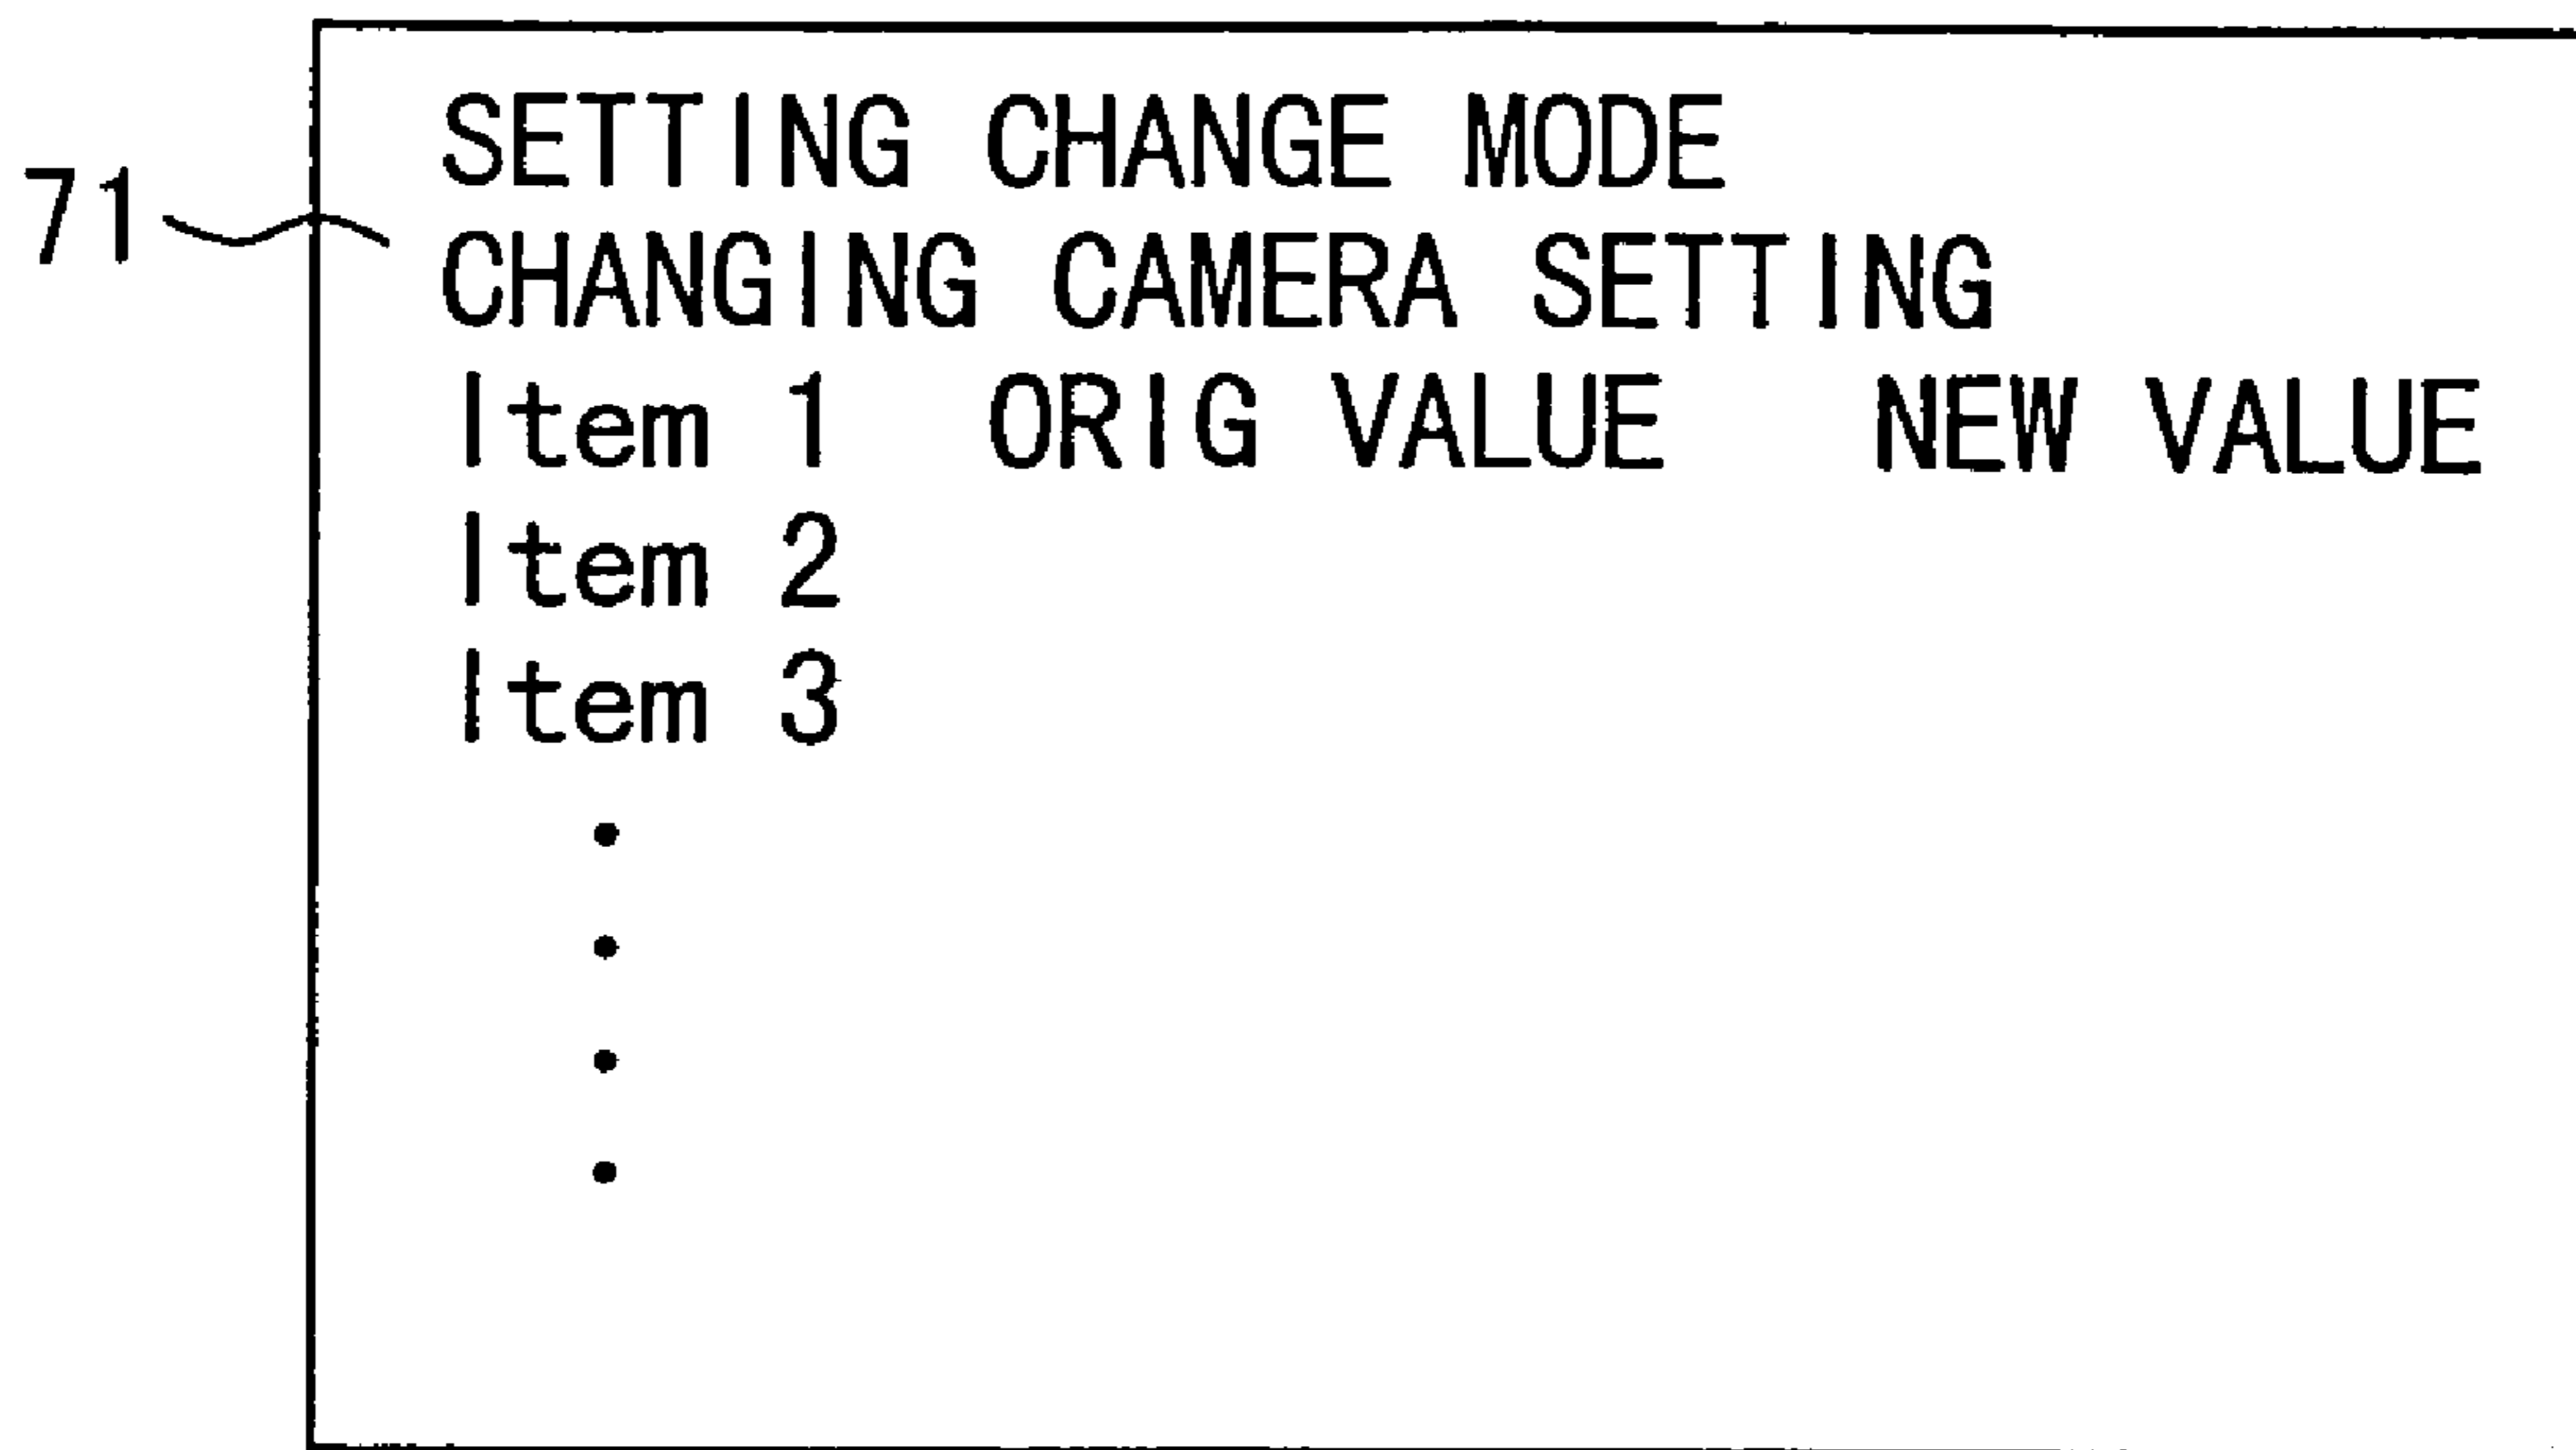 SETTING CHANGE MODE
71
CHANGING CAMERA SETTING
Item 1 ORIG VALUE NEW VALUE
Item 2
Item 3